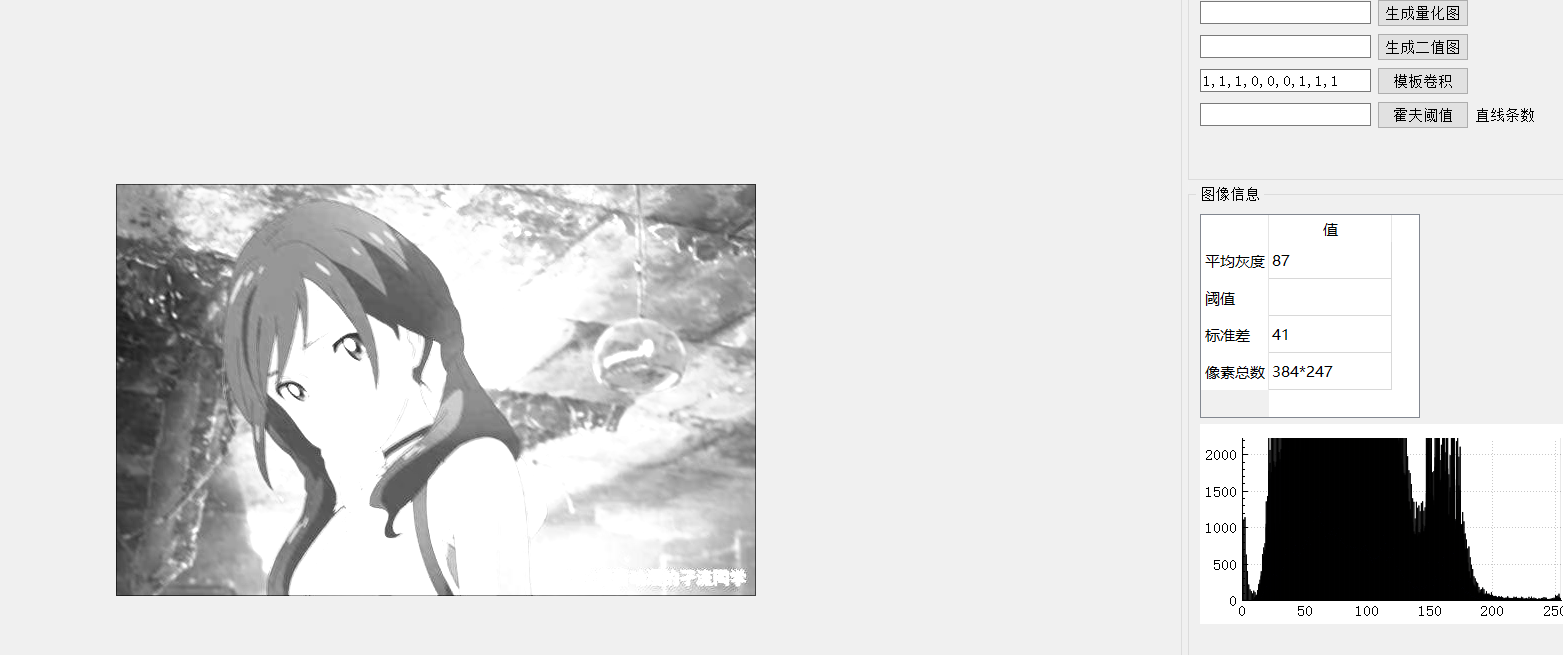 生成量化图
生成二值图
1,1,1,0,0,0,1,1,1 模板卷积
霍夫阈值 直线条数
图像信息
值
平均灰度 87
阈值
标准差 41
像素总数 384*247
2000
1500
1000
500
0
0 50 100 150 200